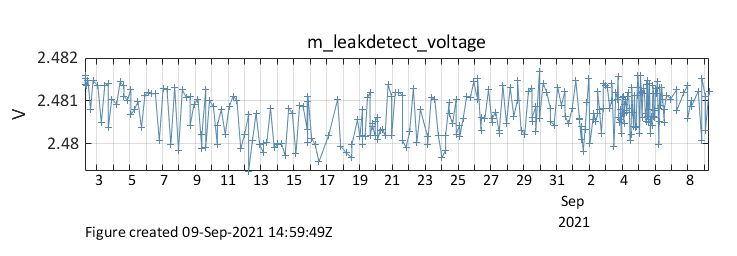 m_leakdetect_voltage
2.482
2.481
2.48
V
3 5 7 9 11 13 15 17 19 21 23 25 27 29 31 2 4 6 8
Sep
2021
Figure created 09-Sep-2021 14:59:49Z